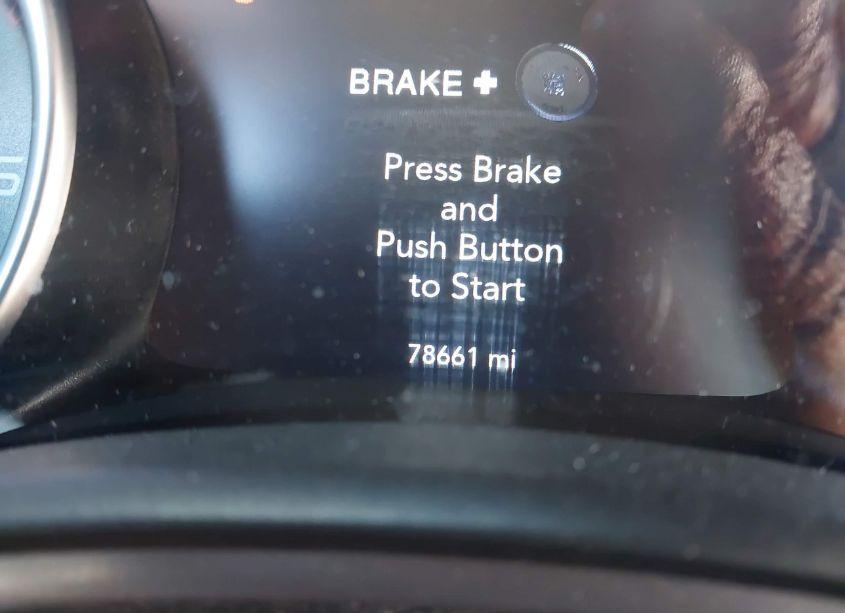 BRAKE +
Press Brake
and
Push Button
to Start
78661 mi